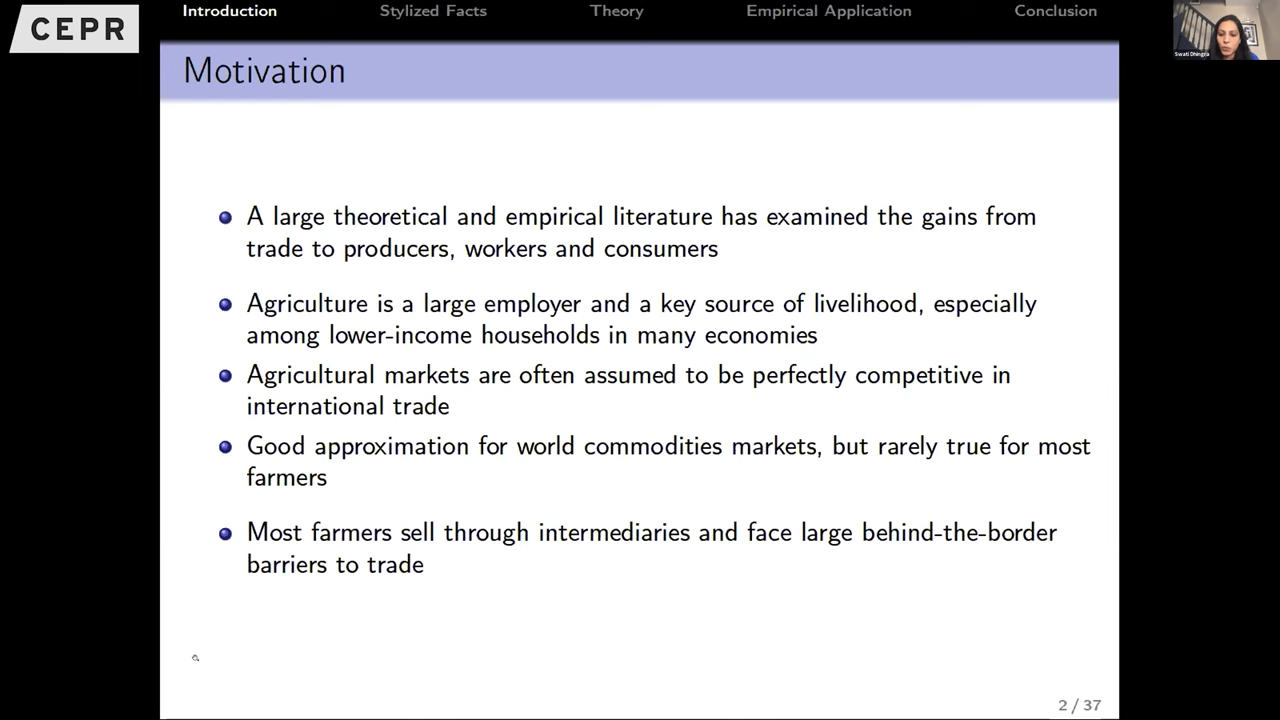 CEPR
Introduction
Stylized Facts
Theory
Empirical Application
Conclusion
Swati Dhingra
Motivation
A large theoretical and empirical literature has examined the gains from
trade to producers, workers and consumers
Agriculture is a large employer and a key source of livelihood, especially
among lower-income households in many economies
Agricultural markets are often assumed to be perfectly competitive in
international trade
Good approximation for world commodities markets, but rarely true for most
farmers
Most farmers sell through intermediaries and face large behind-the-border
barriers to trade
2 / 37